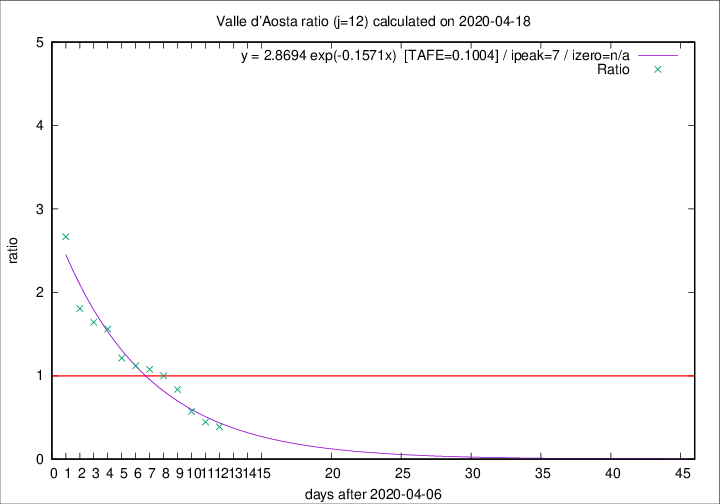 Valle d'Aosta ratio (j=12) calculated on 2020-04-18
y = 2.8694 exp(-0.1571x)  [TAFE=0.1004] / ipeak=7 / izero=n/a
Ratio
5
4
3
2
1
0
ratio
0 1 2 3 4 5 6 7 8 9 10 11 12 13 14 15 20 25 30 35 40 45
days after 2020-04-06